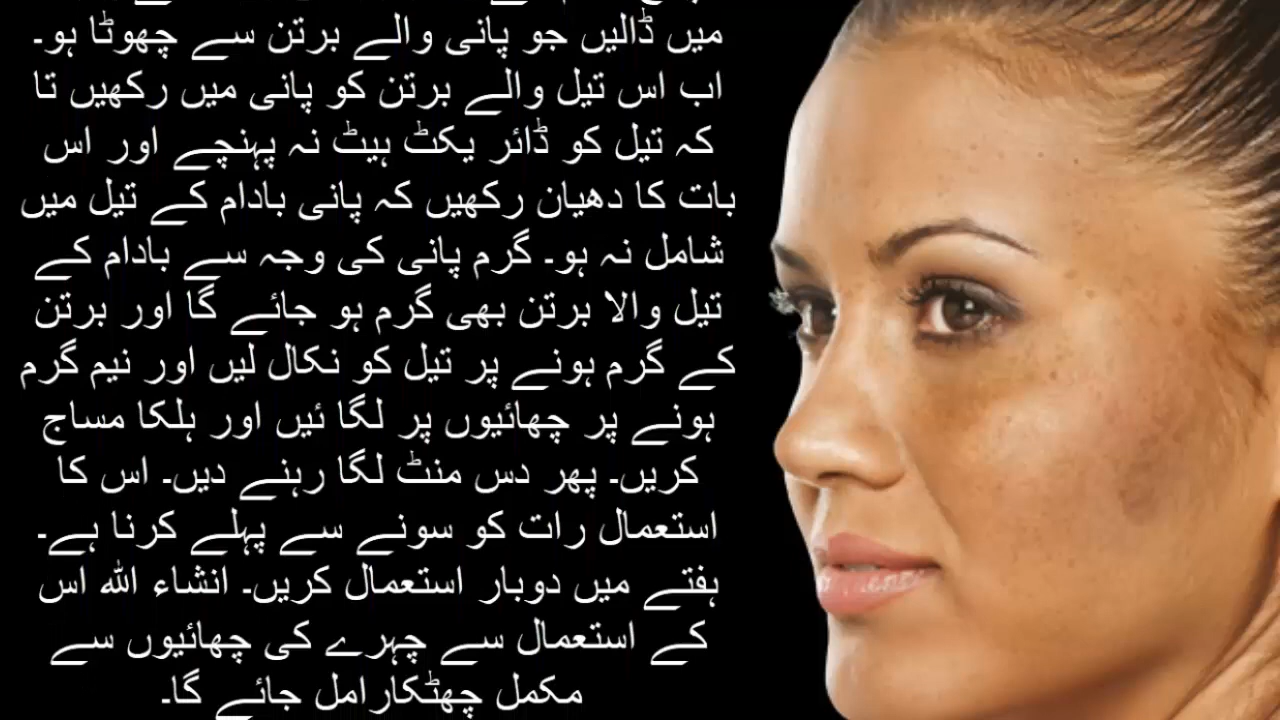 میں ڈالیں جو پانی والے برتن سے چھوٹا ہو۔
اب اس تیل والے برتن کو پانی میں رکھیں تا
کہ تیل کو ڈائر یکٹ ہیٹ نہ پہنچے اور اس
بات کا دھیان رکھیں کہ پانی بادام کے تیل میں
شامل نہ ہو۔ گرم پانی کی وجہ سے بادام کے
تیل والا برتن بھی گرم ہو جائے گا اور برتن
کے گرم ہونے پر تیل کو نکال لیں اور نیم گرم
ہونے پر چھائیوں پر لگا ئیں اور ہلکا مساج
کریں۔ پھر دس منٹ لگا رہنے دیں۔ اس کا
استعمال رات کو سونے سے پہلے کرنا ہے۔
ہفتے میں دوبار استعمال کریں۔ انشاء اللہ اس
کے استعمال سے چہرے کی چھائیوں سے
مکمل چھٹکارامل جائے گا۔